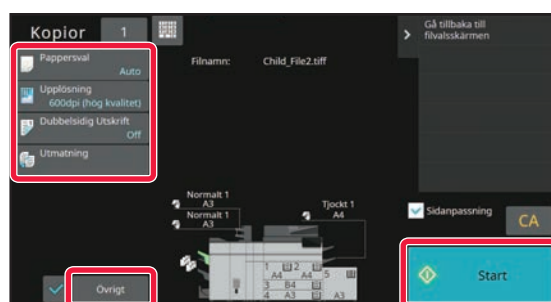 Kopior 1
Gå tillbaka till
filvalsskärmen
Pappersval
Auto
Filnamn: Child_File2.tiff
Upplösning
600dpi (hög kvalitet)
Dubbelsidig Utskrift
Off
Utmatning
Normalt 1
A3
Normalt 1
A3
Tjockt 1
A4
Sidanpassning
CA
1 A4 2 A4 5
3 B4
4 A3 A3
Övrigt
Start